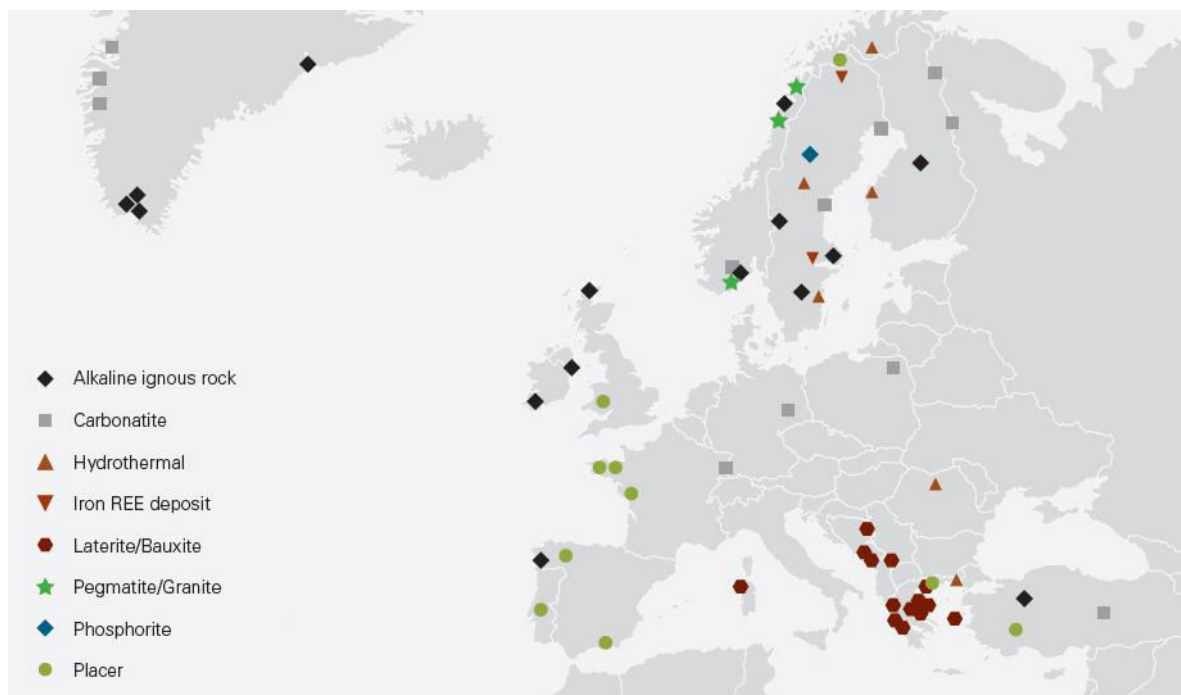 Alkaline ignous rock
Carbonatite
Hydrothermal
Iron REE deposit
Laterite/Bauxite
Pegmatite/Granite
Phosphorite
Placer